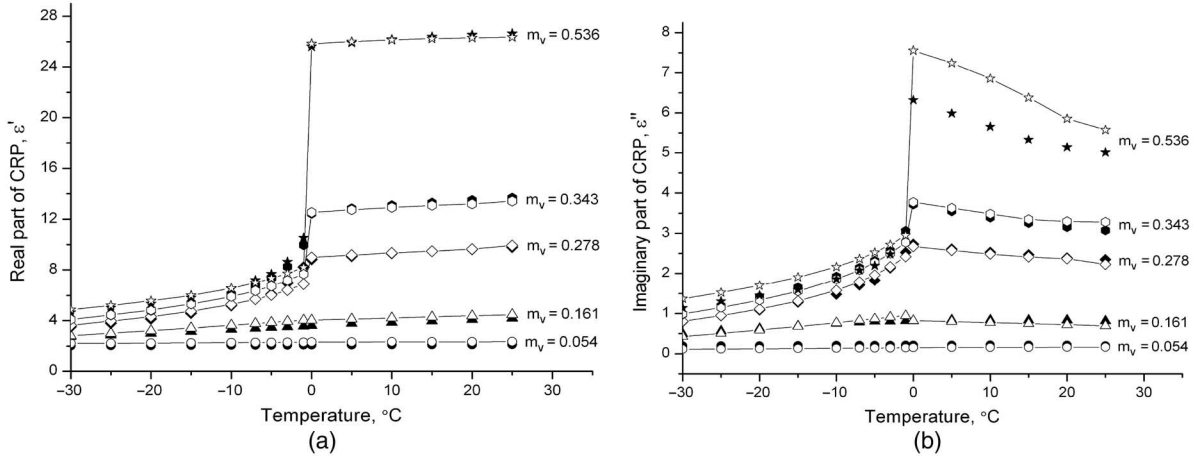 Real part of CRP, ε'
28
24
20
16
12
8
4
0
−30
−20
−10
0
10
20
30
Temperature, °C
(a)
m_v = 0.536
m_v = 0.343
m_v = 0.278
m_v = 0.161
m_v = 0.054
Imaginary part of CRP, ε''
8
7
6
5
4
3
2
1
0
−30
−20
−10
0
10
20
30
Temperature, °C
(b)
m_v = 0.536
m_v = 0.343
m_v = 0.278
m_v = 0.161
m_v = 0.054